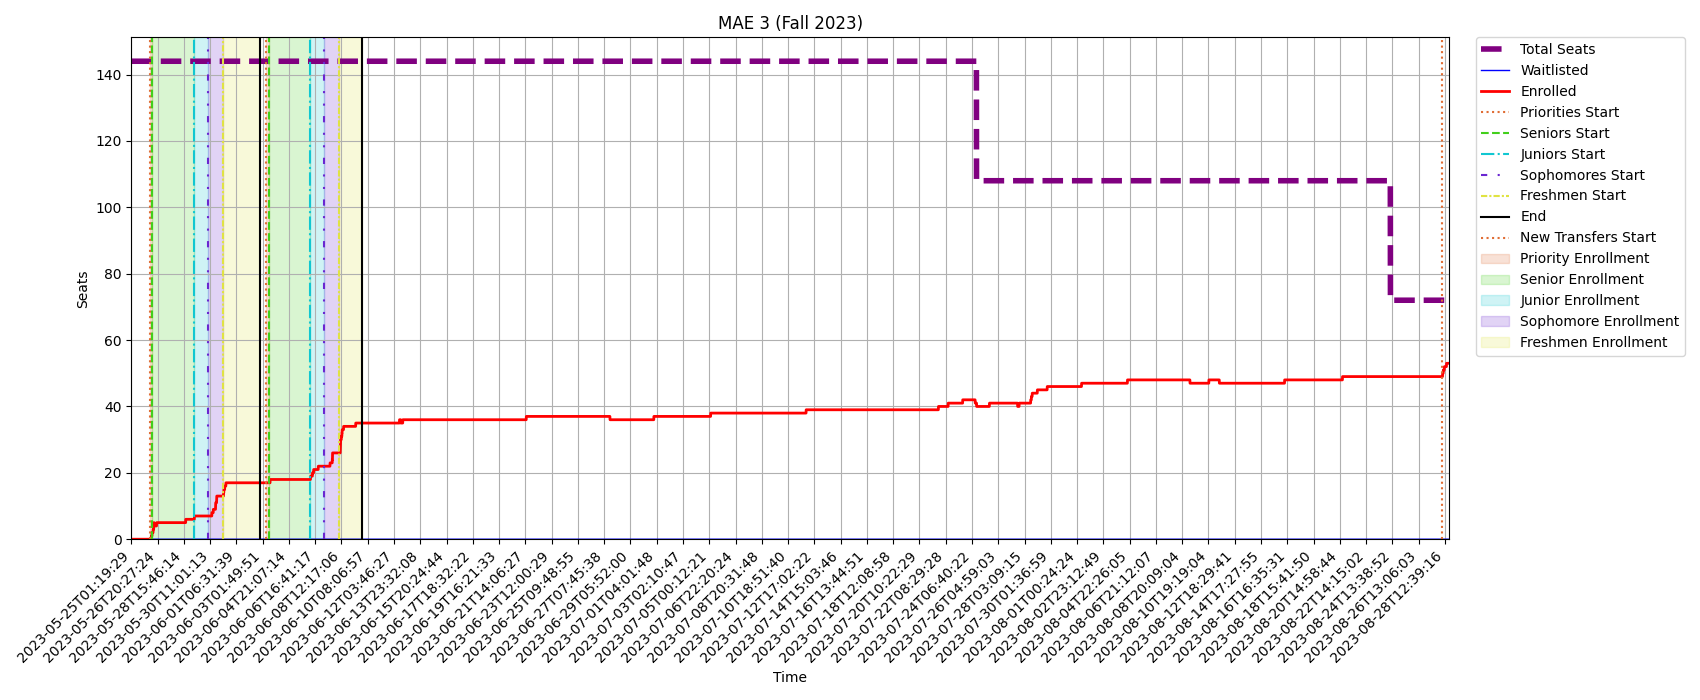 MAE 3 (Fall 2023)
Seats
140
120
100
80
60
40
20
0
2023-05-25T01:19:29
2023-05-26T20:27:24
2023-05-28T15:46:14
2023-05-30T11:01:13
2023-06-01T06:31:39
2023-06-03T01:49:51
2023-06-04T21:07:14
2023-06-06T16:41:17
2023-06-08T12:17:06
2023-06-10T08:06:57
2023-06-12T03:46:27
2023-06-13T23:32:08
2023-06-15T20:24:44
2023-06-17T18:32:22
2023-06-19T16:21:33
2023-06-21T14:06:27
2023-06-23T12:00:29
2023-06-25T09:48:55
2023-06-27T07:45:38
2023-06-29T05:52:00
2023-07-01T04:01:48
2023-07-03T02:10:47
2023-07-05T00:12:21
2023-07-06T22:20:24
2023-07-08T20:31:48
2023-07-10T18:51:40
2023-07-12T17:02:22
2023-07-14T15:03:46
2023-07-16T13:44:51
2023-07-18T12:08:58
2023-07-20T10:22:29
2023-07-22T08:29:28
2023-07-24T06:40:22
2023-07-26T04:59:03
2023-07-28T03:09:15
2023-07-30T01:36:59
2023-08-01T00:24:24
2023-08-02T23:12:49
2023-08-04T22:26:05
2023-08-06T21:12:07
2023-08-08T20:09:04
2023-08-10T19:19:04
2023-08-12T18:29:41
2023-08-14T17:27:55
2023-08-16T16:35:31
2023-08-18T15:41:50
2023-08-20T14:58:44
2023-08-22T14:15:02
2023-08-24T13:38:52
2023-08-26T13:06:03
2023-08-28T12:39:16
Time
Total Seats
Waitlisted
Enrolled
Priorities Start
Seniors Start
Juniors Start
Sophomores Start
Freshmen Start
End
New Transfers Start
Priority Enrollment
Senior Enrollment
Junior Enrollment
Sophomore Enrollment
Freshmen Enrollment